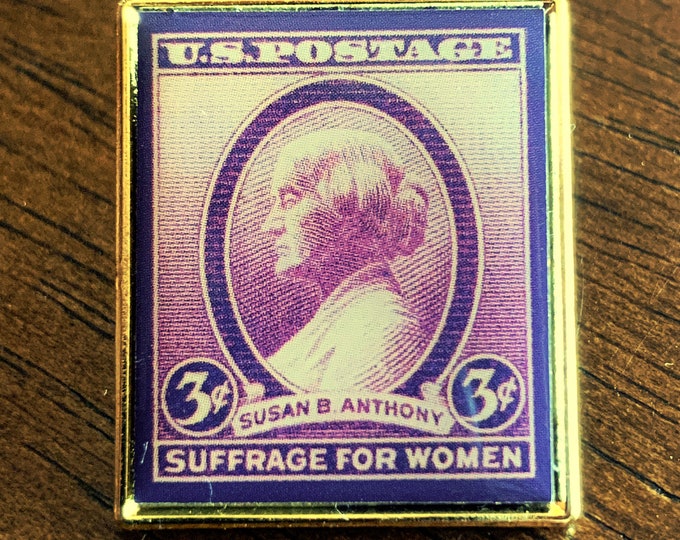 U.S. POSTAGE
3¢ 3¢
SUSAN B. ANTHONY
SUFFRAGE FOR WOMEN